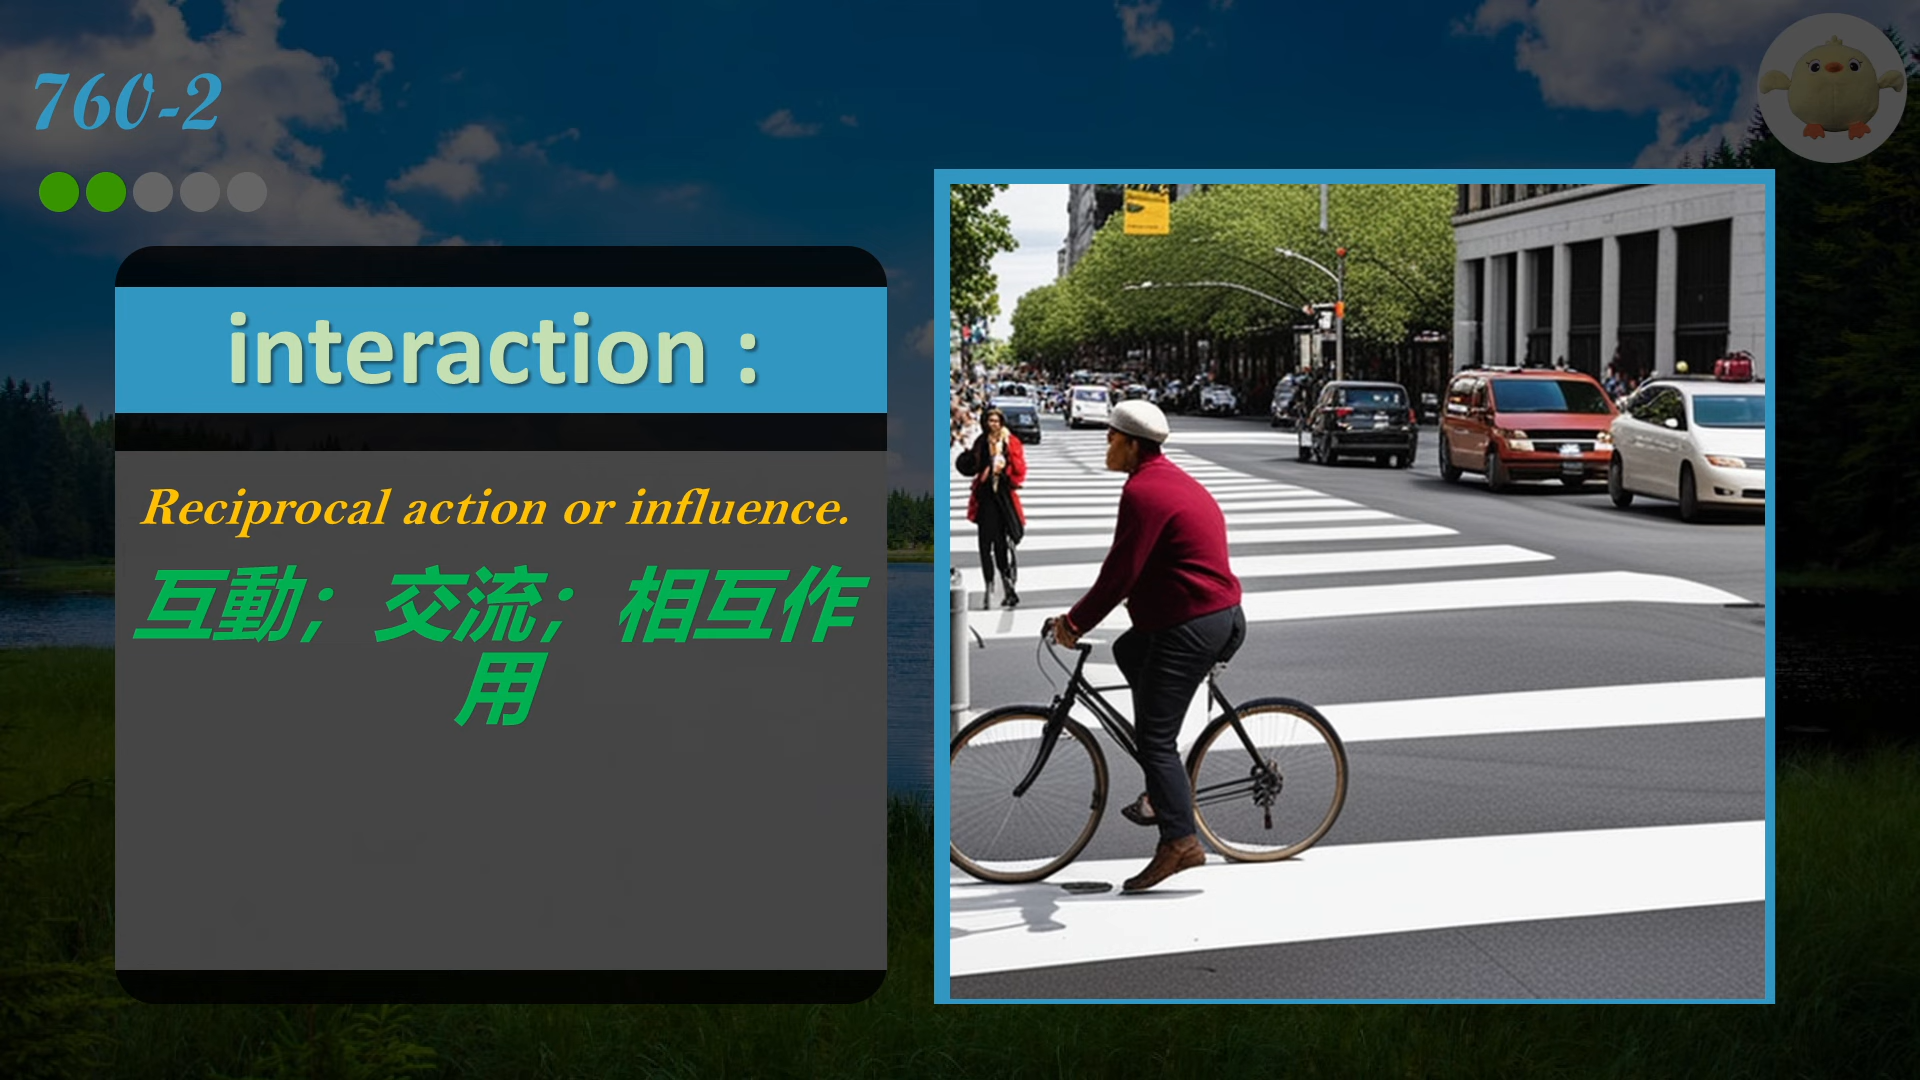 760-2
interaction :
Reciprocal action or influence.
互動；交流；相互作
用